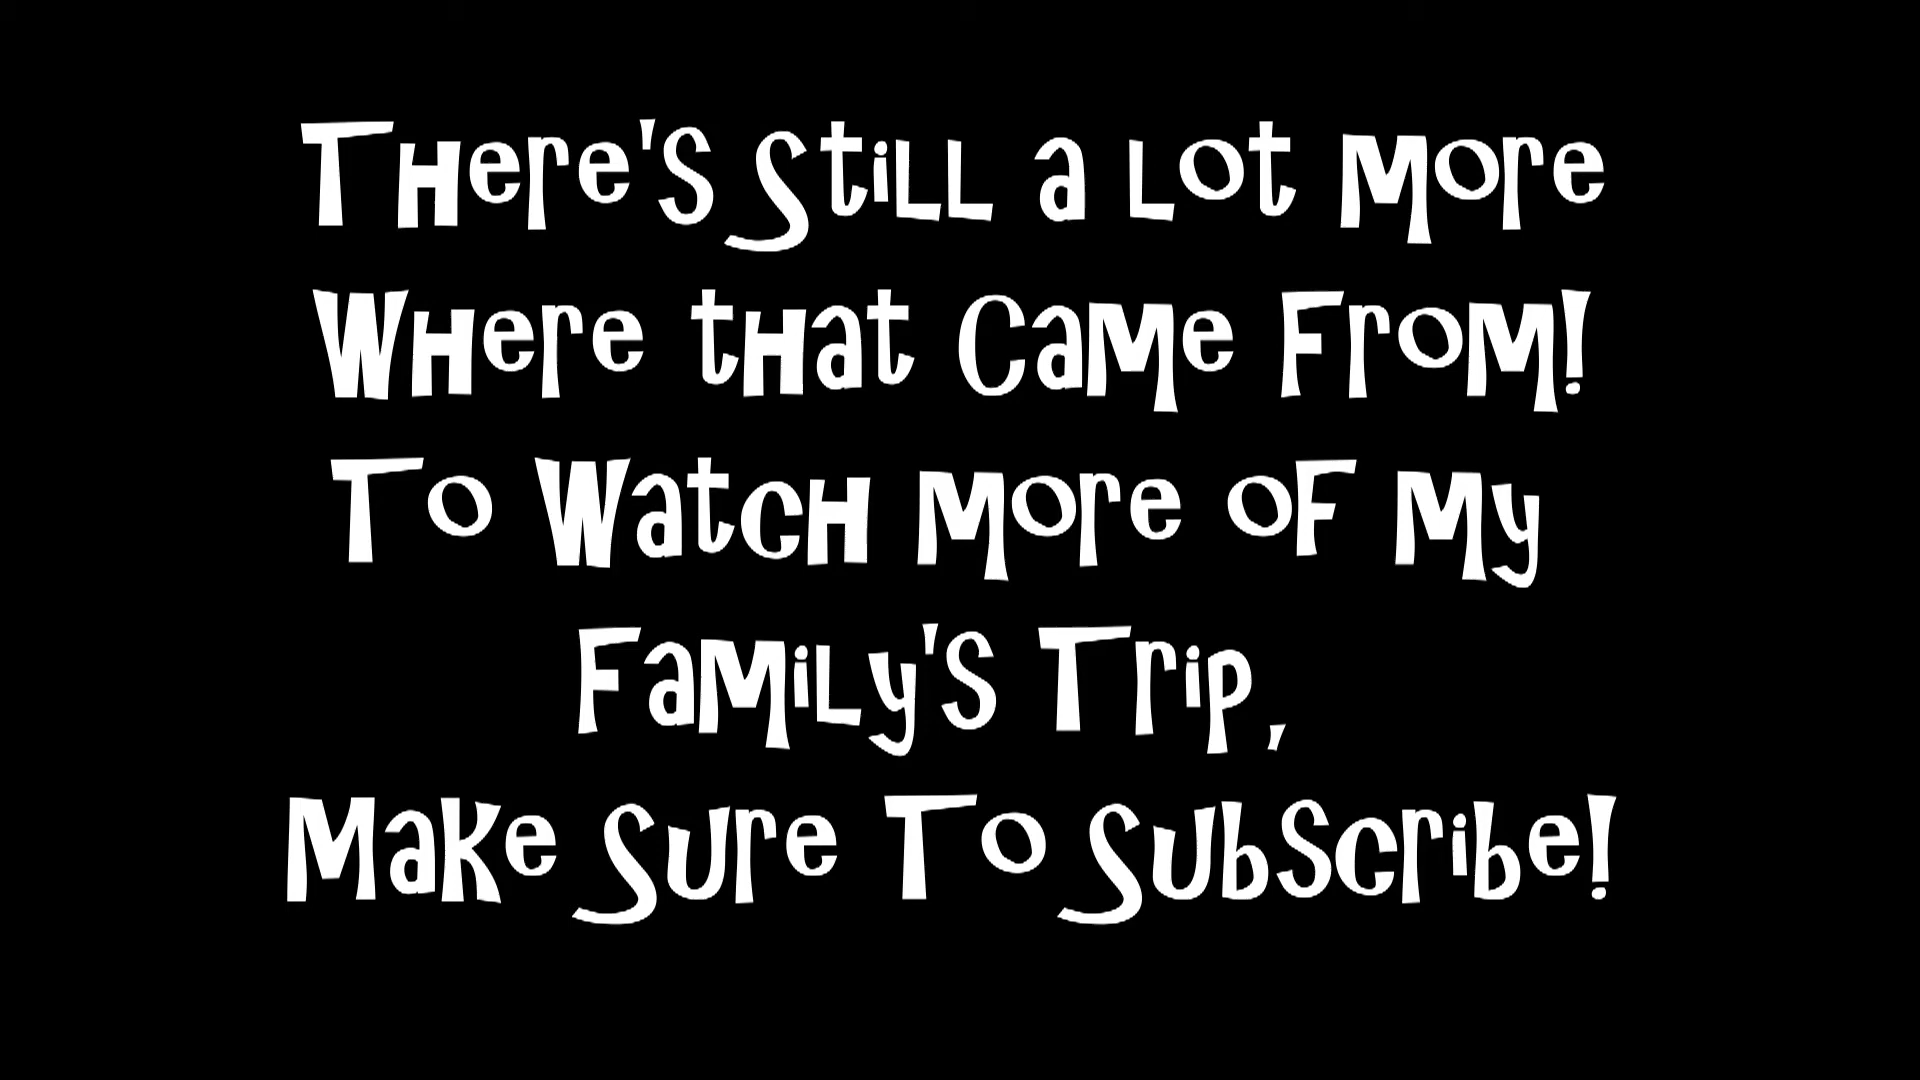 There's Still a Lot More
Where that Came From!
To Watch More of My
Family's Trip,
Make Sure To Subscribe!